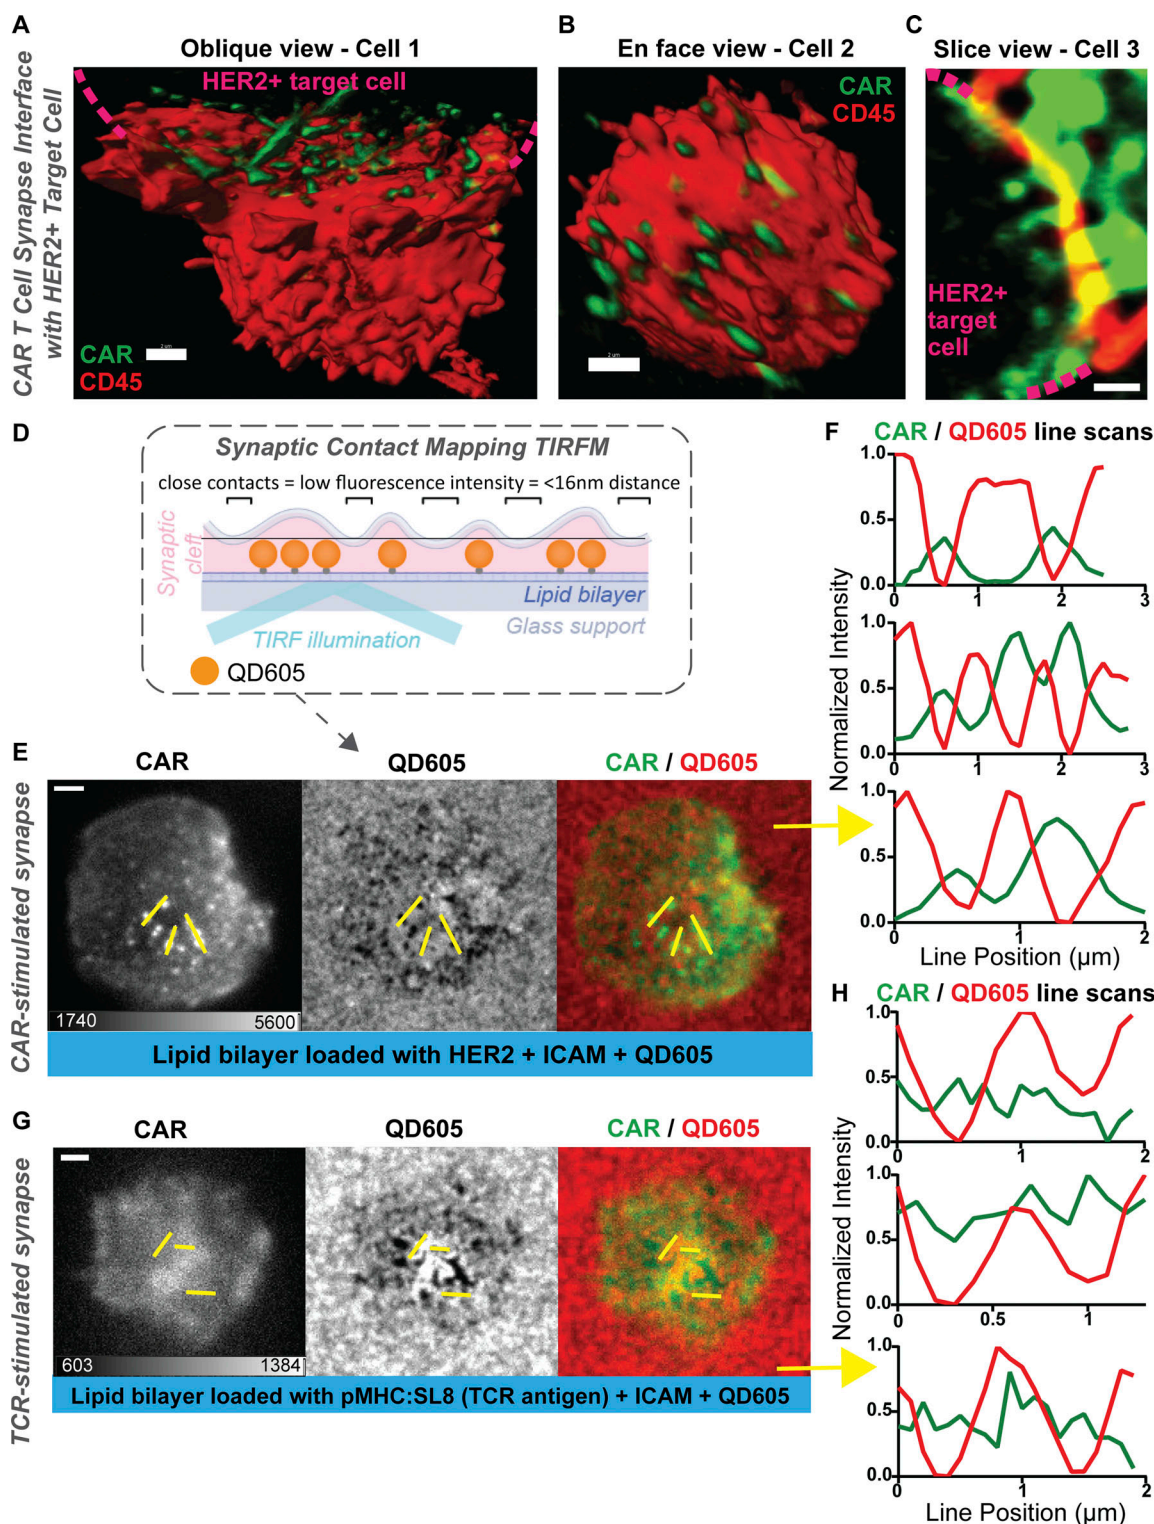 A
Oblique view - Cell 1
HER2+ target cell
CAR
CD45
2 um
B
En face view - Cell 2
CAR
CD45
2 um
C
Slice view - Cell 3
HER2+
target
cell
CAR T Cell Synapse Interface
with HER2+ Target Cell
D
Synaptic Contact Mapping TIRFM
close contacts = low fluorescence intensity = <16nm distance
Synaptic
cleft
Lipid bilayer
Glass support
TIRF illumination
QD605
E
CAR
QD605
CAR / QD605
CAR-stimulated synapse
1740
5600
Lipid bilayer loaded with HER2 + ICAM + QD605
F
CAR / QD605 line scans
Normalized Intensity
1.0
0.5
0.0
0
1
2
3
1.0
0.5
0.0
0
1
2
3
1.0
0.5
0.0
0
1
2
Line Position (µm)
G
CAR
QD605
CAR / QD605
TCR-stimulated synapse
603
1384
Lipid bilayer loaded with pMHC:SL8 (TCR antigen) + ICAM + QD605
H
CAR / QD605 line scans
Normalized Intensity
1.0
0.5
0.0
0
1
2
1.0
0.5
0.0
0
0.5
1
1.0
0.5
0.0
0
1
2
Line Position (µm)